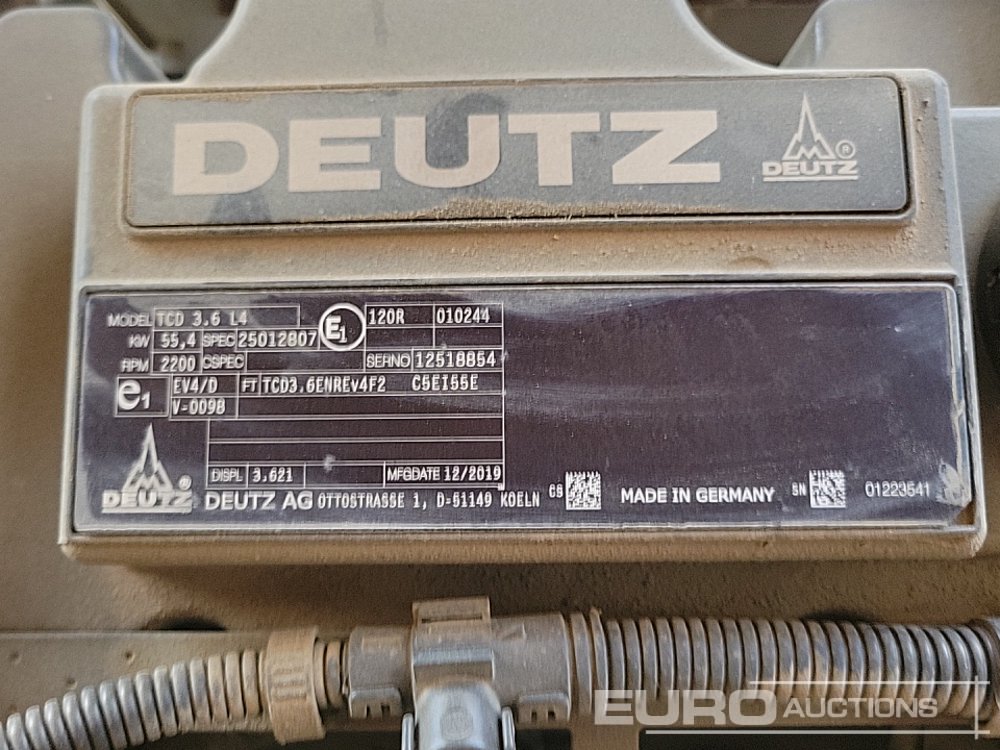 DEUTZ
DEUTZ ®
MODEL TCD 3.6 L4 E1 120R 010244
KW 55,4 SPEC 25012807
RPM 2200 CSPEC SERNO 12518854
e1 EV4/D FT TCD3.6ENREv4F2 C5EI55E
V-0098
DISPL 3.621 MFGDATE 12/2019
DEUTZ ® DEUTZ AG OTTOSTRASSE 1, D-51149 KOELN CS MADE IN GERMANY SN 01223541
EURO AUCTIONS